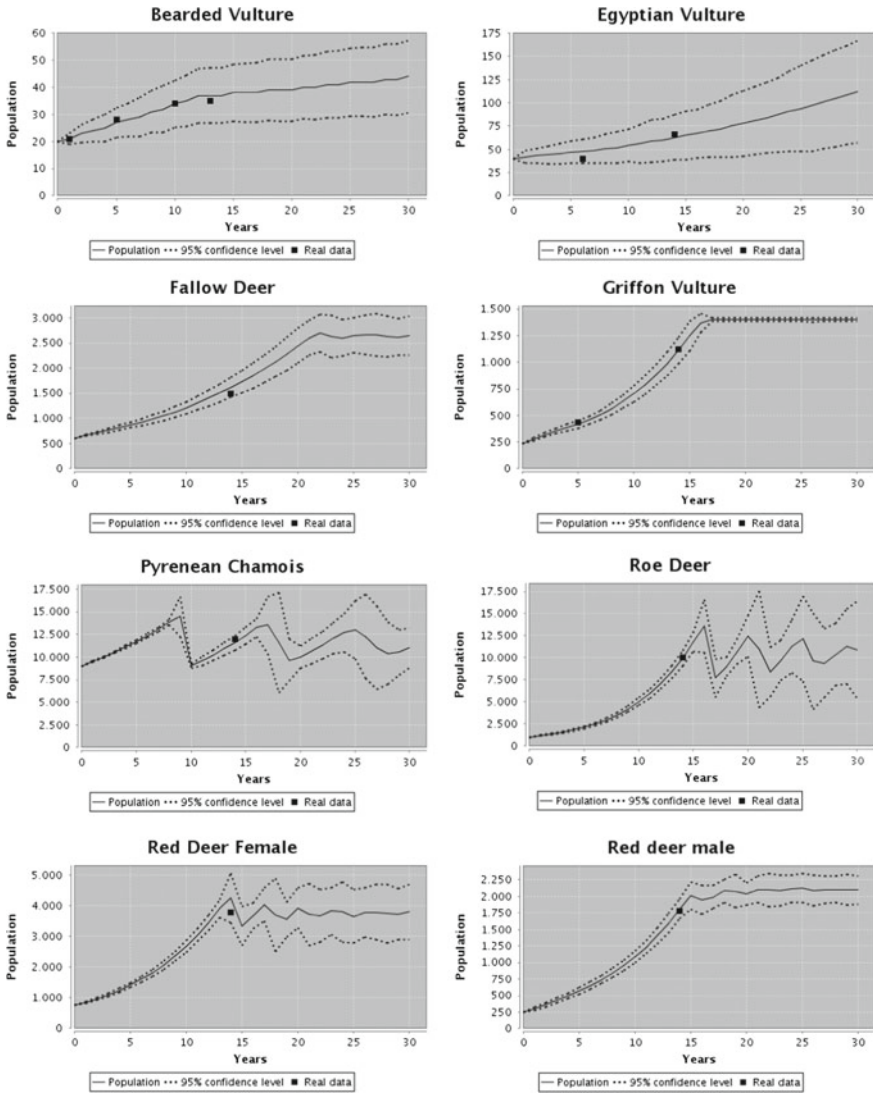 Bearded Vulture
60
50
40
30
20
10
0
Population
0 5 10 15 20 25 30
Years
Population 95% confidence level Real data
Egyptian Vulture
175
150
125
100
75
50
25
0
Population
0 5 10 15 20 25 30
Years
Population 95% confidence level Real data
Fallow Deer
3.000
2.500
2.000
1.500
1.000
500
0
Population
0 5 10 15 20 25 30
Years
Population 95% confidence level Real data
Griffon Vulture
1.500
1.250
1.000
750
500
250
0
Population
0 5 10 15 20 25 30
Years
Population 95% confidence level Real data
Pyrenean Chamois
17.500
15.000
12.500
10.000
7.500
5.000
2.500
0
Population
0 5 10 15 20 25 30
Years
Population 95% confidence level Real data
Roe Deer
17.500
15.000
12.500
10.000
7.500
5.000
2.500
0
Population
0 5 10 15 20 25 30
Years
Population 95% confidence level Real data
Red Deer Female
5.000
4.000
3.000
2.000
1.000
0
Population
0 5 10 15 20 25 30
Years
Population 95% confidence level Real data
Red deer male
2.250
2.000
1.750
1.500
1.250
1.000
750
500
250
0
Population
0 5 10 15 20 25 30
Years
Population 95% confidence level Real data